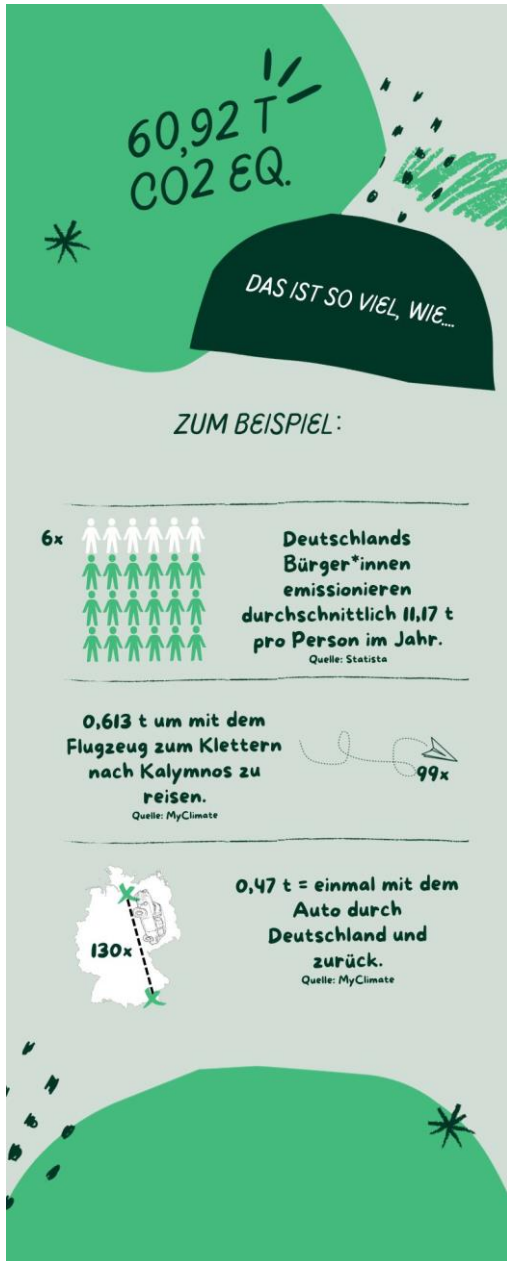 60,92 T
CO2 EQ.
DAS IST SO VIEL, WIE....
ZUM BEISPIEL:
6x
Deutschlands
Bürger*innen
emissionieren
durchschnittlich 11,17 t
pro Person im Jahr.
Quelle: Statista
0,613 t um mit dem
Flugzeug zum Klettern
nach Kalymnos zu
reisen.
Quelle: MyClimate
99x
130x
0,47 t = einmal mit dem
Auto durch
Deutschland und
zurück.
Quelle: MyClimate